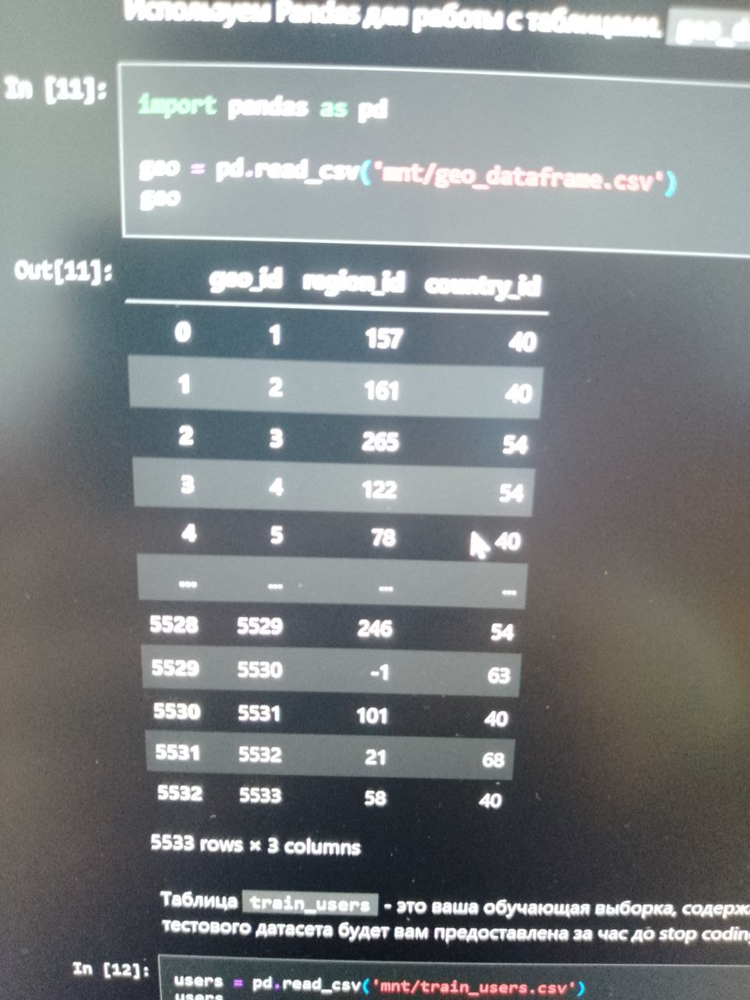 Используем Pandas для работы с таблицами.
In [11]:
import pandas as pd
geo = pd.read_csv('mnt/geo_dataframe.csv')
geo
Out[11]:
geo_id region_id country_id
0 1 157 40
1 2 161 40
2 3 265 54
3 4 122 54
4 5 78 40
... ... ... ...
5528 5529 246 54
5529 5530 -1 63
5530 5531 101 40
5531 5532 21 68
5532 5533 58 40
5533 rows × 3 columns
Таблица train_users - это ваша обучающая выборка, содерж
тестового датасета будет вам предоставлена за час до stop coding
In [12]:
users = pd.read_csv('mnt/train_users.csv')
users